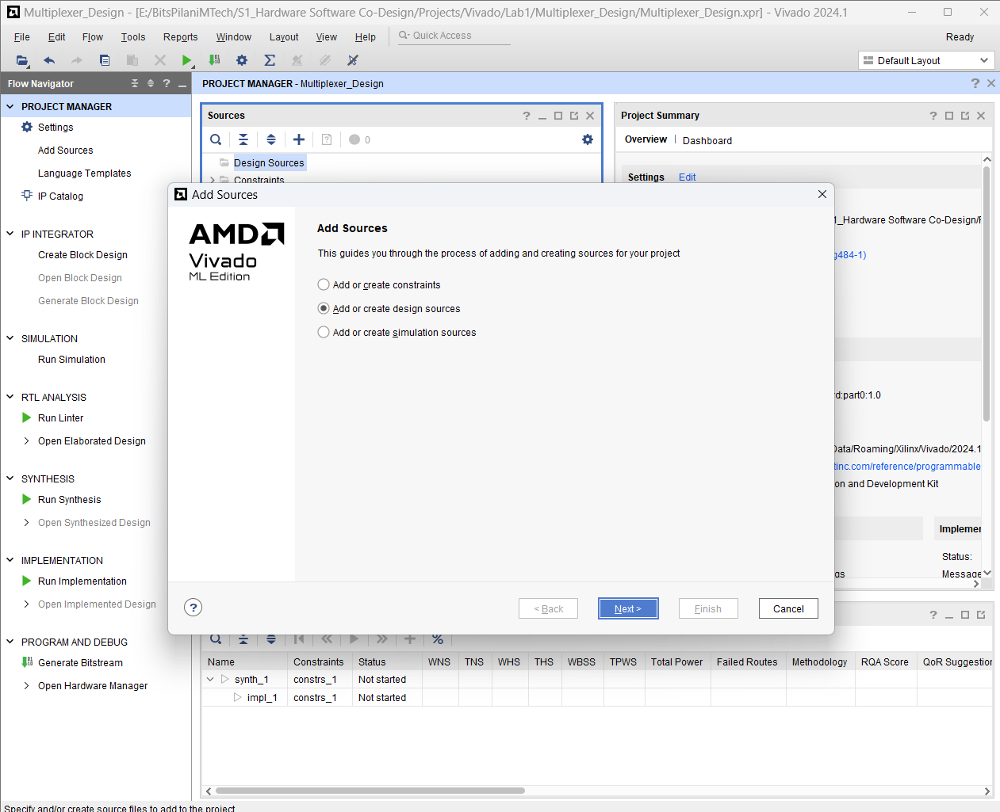 Multiplexer_Design - [E:/BitsPilaniMTech/S1_Hardware Software Co-Design/Projects/Vivado/Lab1/Multiplexer_Design/Multiplexer_Design.xpr] - Vivado 2024.1
File Edit Flow Tools Reports Window Layout View Help Quick Access Ready
Default Layout
Flow Navigator
PROJECT MANAGER - Multiplexer_Design
PROJECT MANAGER
Settings
Add Sources
Language Templates
IP Catalog
IP INTEGRATOR
Create Block Design
Open Block Design
Generate Block Design
SIMULATION
Run Simulation
RTL ANALYSIS
Run Linter
Open Elaborated Design
SYNTHESIS
Run Synthesis
Open Synthesized Design
IMPLEMENTATION
Run Implementation
Open Implemented Design
PROGRAM AND DEBUG
Generate Bitstream
Open Hardware Manager
Sources
0
Design Sources
Constraints
Project Summary
Overview | Dashboard
Settings Edit
1_Hardware Software Co-Design/
g484-1)
rd:part0:1.0
Data/Roaming/Xilinx/Vivado/2024.1
tinc.com/reference/programmable
on and Development Kit
Implemen
Status:
Message
gs
Add Sources
AMD
Vivado
ML Edition
Add Sources
This guides you through the process of adding and creating sources for your project
Add or create constraints
Add or create design sources
Add or create simulation sources
?
< Back Next > Finish Cancel
Name Constraints Status WNS TNS WHS THS WBSS TPWS Total Power Failed Routes Methodology RQA Score QoR Suggestion
synth_1 constrs_1 Not started
impl_1 constrs_1 Not started
Specify and/or create source files to add to the project